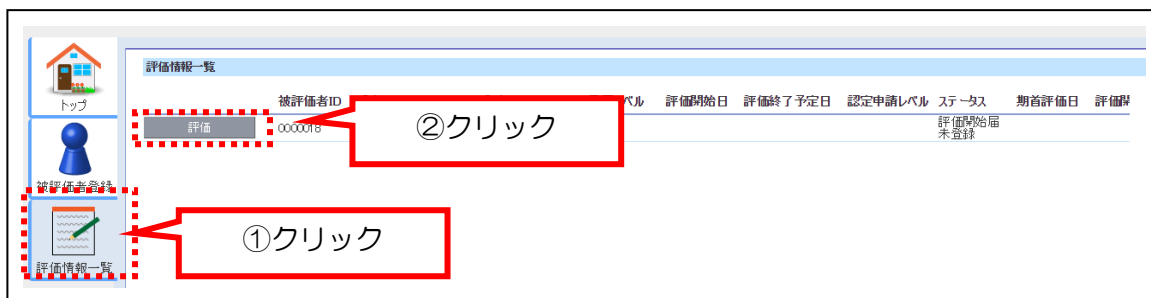 トップ
被評価者登録
評価情報一覧
評価情報一覧
被評価者ID ベル 評価開始日 評価終了予定日 認定申請レベル ステータス 期首評価日 評価
評価 0000018 評価開始届
未登録
②クリック
①クリック